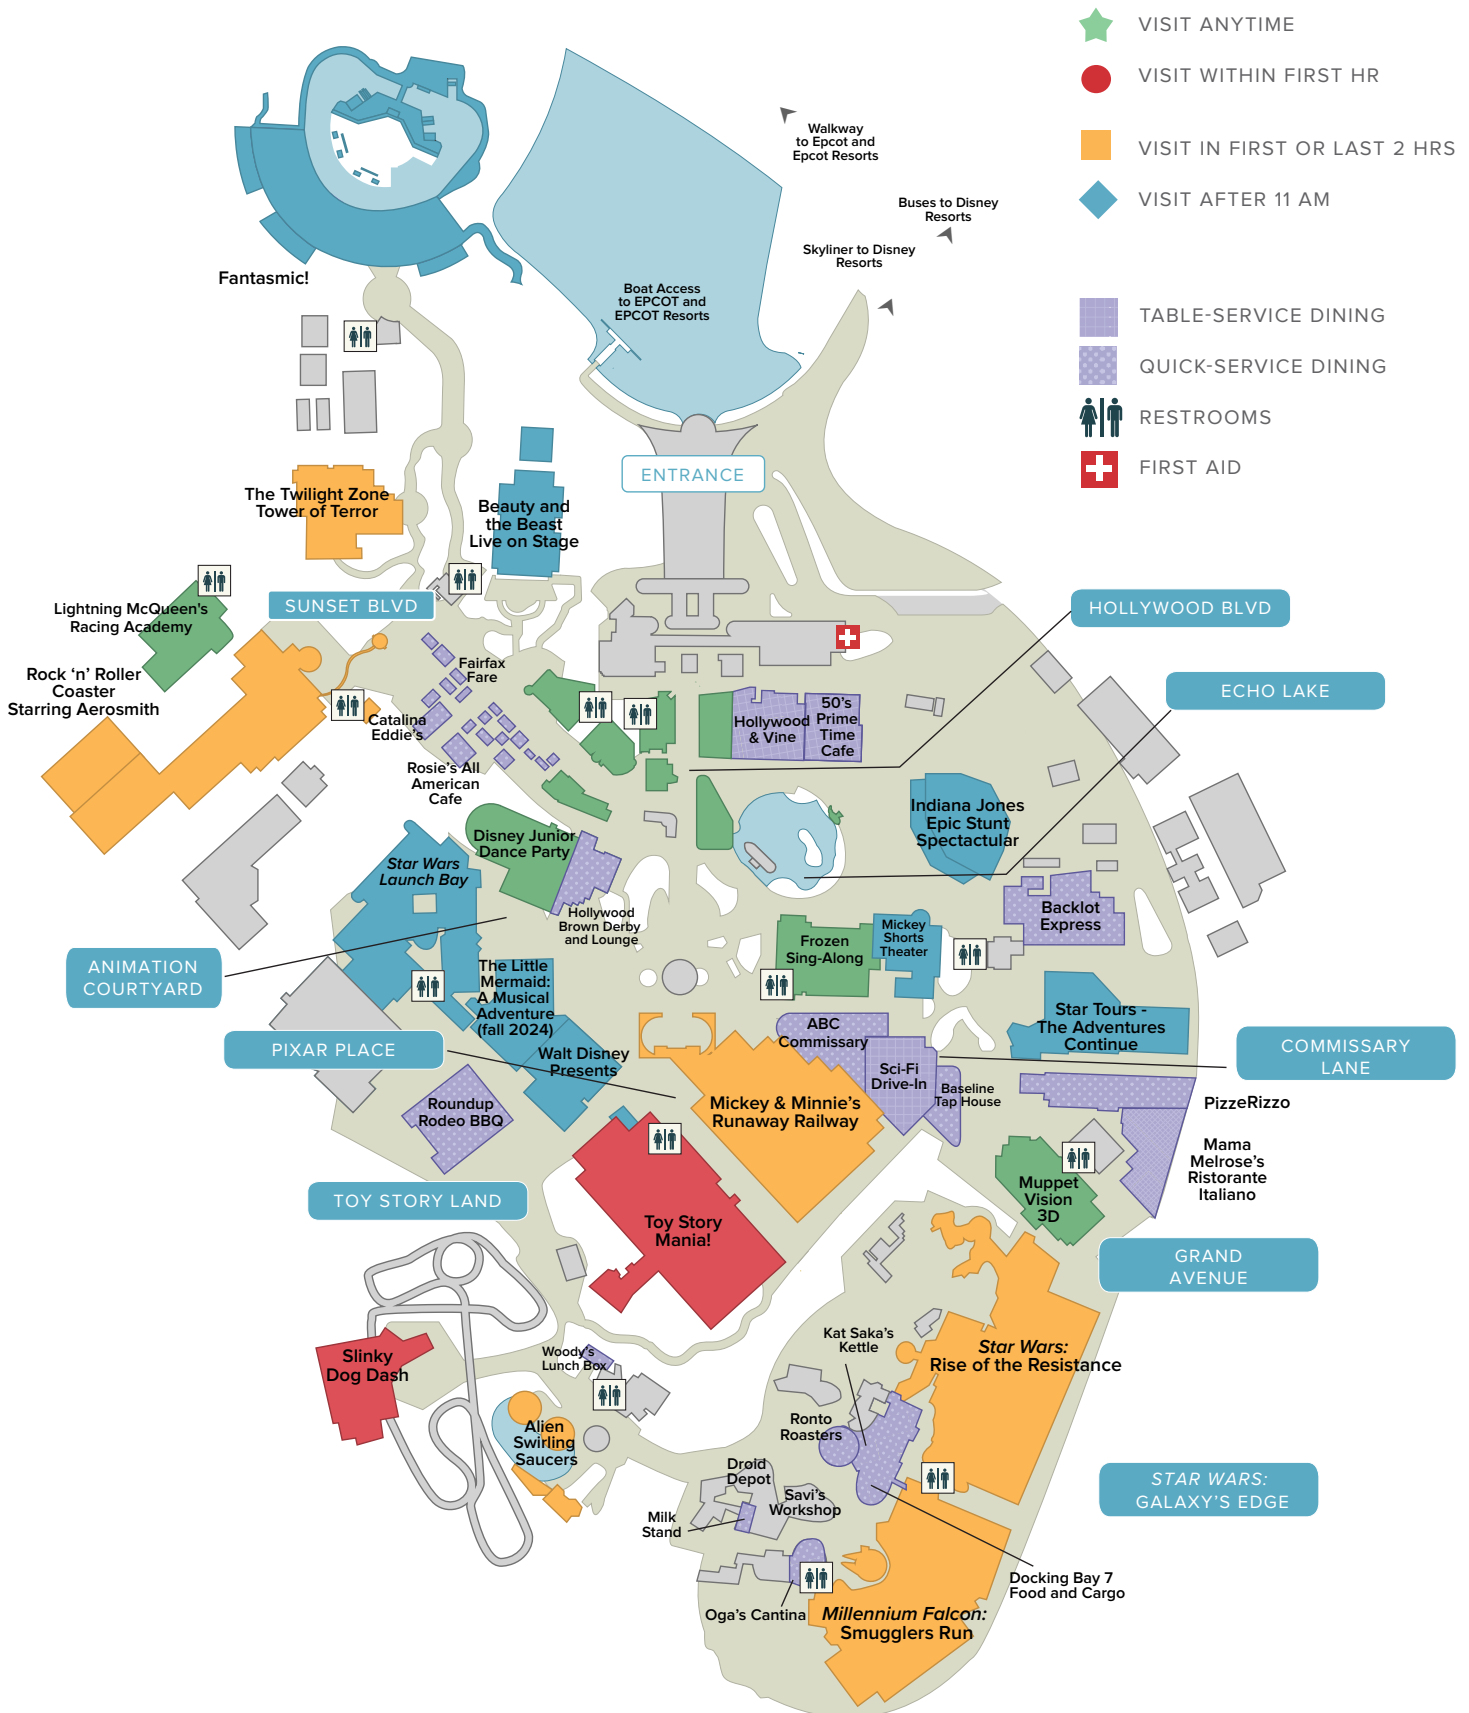 VISIT ANYTIME
VISIT WITHIN FIRST HR
VISIT IN FIRST OR LAST 2 HRS
VISIT AFTER 11 AM
TABLE-SERVICE DINING
QUICK-SERVICE DINING
RESTROOMS
FIRST AID
Walkway
to Epcot and
Epcot Resorts
Buses to Disney
Resorts
Skyliner to Disney
Resorts
Boat Access
to EPCOT and
EPCOT Resorts
Fantasmic!
ENTRANCE
The Twilight Zone
Tower of Terror
Beauty and
the Beast
Live on Stage
SUNSET BLVD
HOLLYWOOD BLVD
Lightning McQueen's
Racing Academy
Rock ‘n’ Roller
Coaster
Starring Aerosmith
Fairfax
Fare
Catalina
Eddie's
Rosie’s All
American
Cafe
Hollywood
& Vine
50’s
Prime
Time
Cafe
ECHO LAKE
Indiana Jones
Epic Stunt
Spectactular
Disney Junior
Dance Party
Star Wars
Launch Bay
Hollywood
Brown Derby
and Lounge
Backlot
Express
Frozen
Sing-Along
Mickey
Shorts
Theater
ANIMATION
COURTYARD
The Little
Mermaid:
A Musical
Adventure
(fall 2024)
Star Tours -
The Adventures
Continue
ABC
Commissary
PIXAR PLACE
Walt Disney
Presents
Sci-Fi
Drive-In
Baseline
Tap House
COMMISSARY
LANE
Roundup
Rodeo BBQ
Mickey & Minnie’s
Runaway Railway
PizzeRizzo
Mama
Melrose’s
Ristorante
Italiano
Muppet
Vision
3D
TOY STORY LAND
Toy Story
Mania!
GRAND
AVENUE
Slinky
Dog Dash
Woody’s
Lunch Box
Kat Saka’s
Kettle
Star Wars:
Rise of the Resistance
Alien
Swirling
Saucers
Ronto
Roasters
Droid
Depot
Savi’s
Workshop
Milk
Stand
STAR WARS:
GALAXY’S EDGE
Docking Bay 7
Food and Cargo
Oga’s Cantina
Millennium Falcon:
Smugglers Run